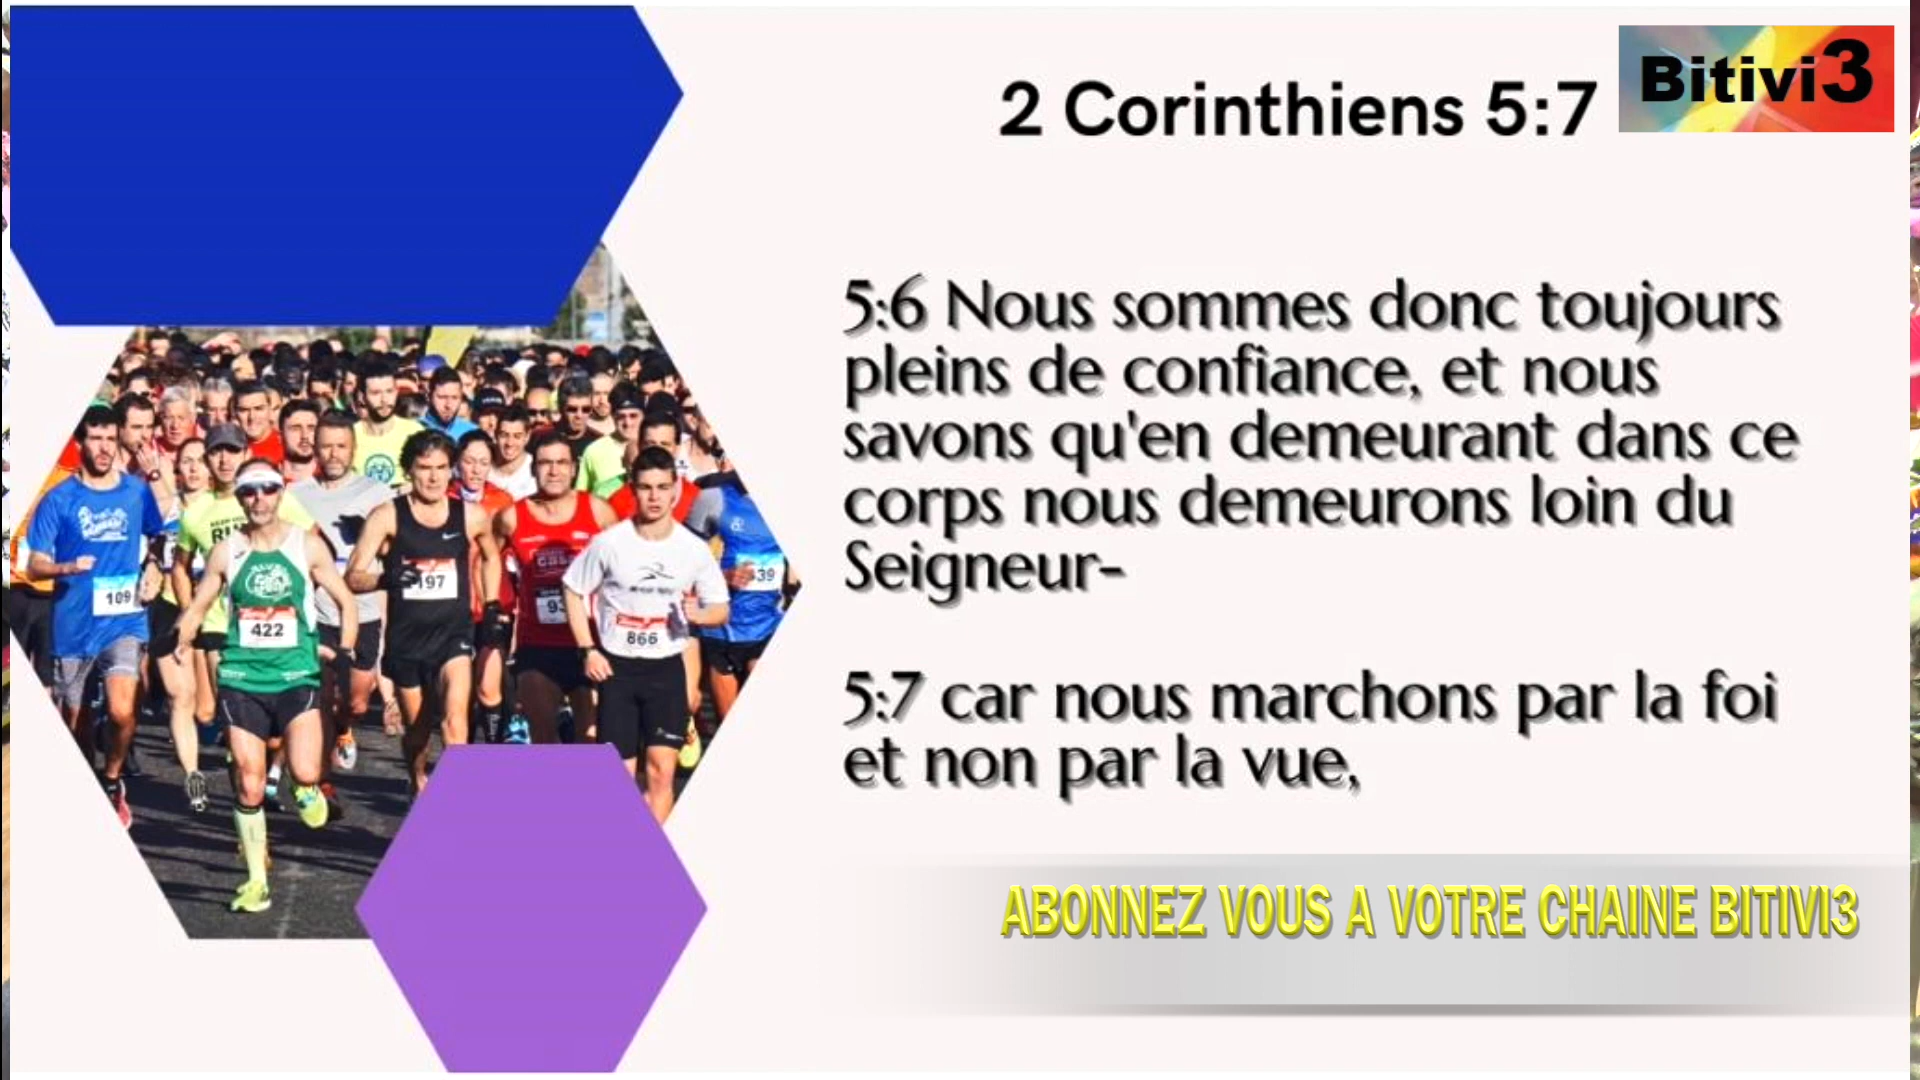 Bitivi3
2 Corinthiens 5:7
5:6 Nous sommes donc toujours
pleins de confiance, et nous
savons qu'en demeurant dans ce
corps nous demeurons loin du
Seigneur-
5:7 car nous marchons par la foi
et non par la vue,
ABONNEZ VOUS A VOTRE CHAINE BITIVI3
109
422
197
866